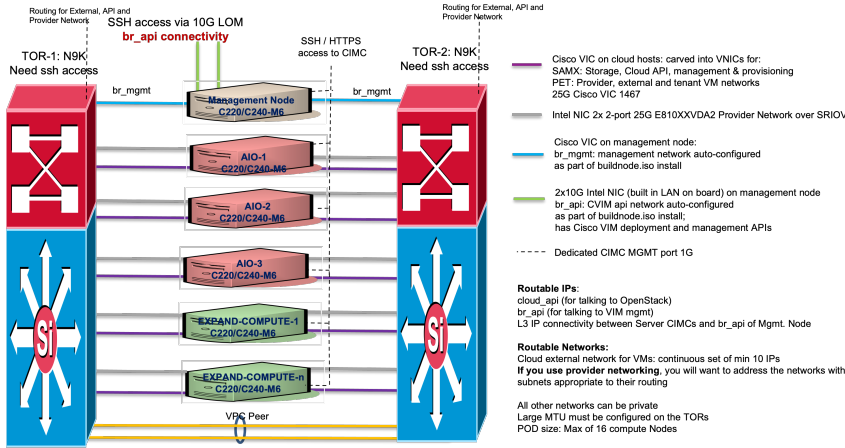 Routing for External, API and
Provider Network
SSH access via 10G LOM
br_api connectivity
SSH / HTTPS
access to CIMC
Routing for External, API and
Provider Network
TOR-1: N9K
Need ssh access
TOR-2: N9K
Need ssh access
br_mgmt
br_mgmt
Management Node
C220/C240-M6
AIO-1
C220/C240-M6
AIO-2
C220/C240-M6
AIO-3
C220/C240-M6
EXPAND-COMPUTE-1
C220/C240-M6
EXPAND-COMPUTE-n
C220/C240-M6
Si
Si
VPC Peer
Cisco VIC on cloud hosts: carved into VNICs for:
SAMX: Storage, Cloud API, management & provisioning
PET: Provider, external and tenant VM networks
25G Cisco VIC 1467
Intel NIC 2x 2-port 25G E810XXVDA2 Provider Network over SRIOV
Cisco VIC on management node:
br_mgmt: management network auto-configured
as part of buildnode.iso install
2x10G Intel NIC (built in LAN on board) on management node
br_api: CVIM api network auto-configured
as part of buildnode.iso install;
has Cisco VIM deployment and management APIs
Dedicated CIMC MGMT port 1G
Routable IPs:
cloud_api (for talking to OpenStack)
br_api (for talking to VIM mgmt)
L3 IP connectivity between Server CIMCs and br_api of Mgmt. Node
Routable Networks:
Cloud external network for VMs: continuous set of min 10 IPs
If you use provider networking, you will want to address the networks with
subnets appropriate to their routing
All other networks can be private
Large MTU must be configured on the TORs
POD size: Max of 16 compute Nodes